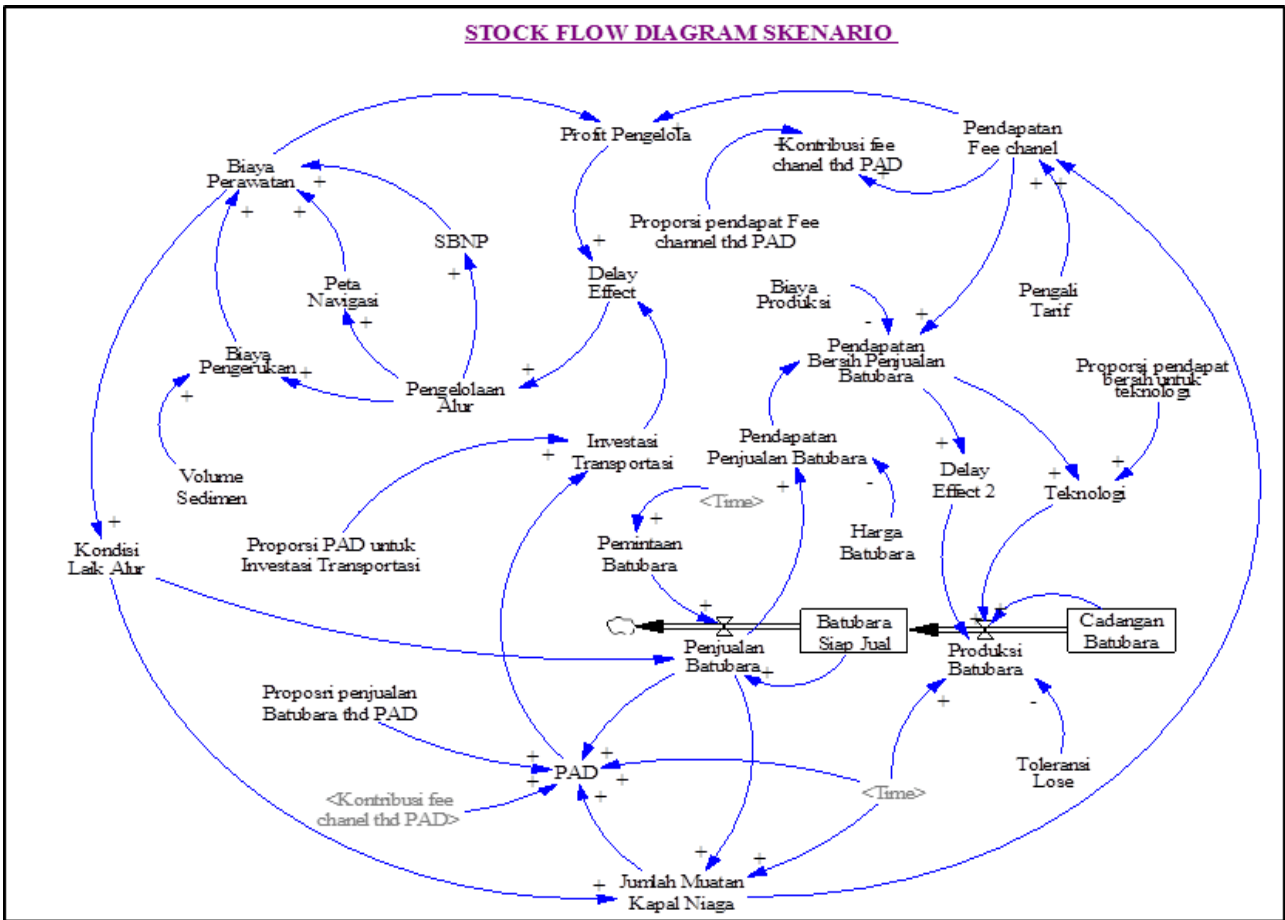 STOCK FLOW DIAGRAM SKENARIO
Profit Pengelola
Pendapatan
Fee chanel
Kontribusi fee
chanel thd PAD
Biaya
Perawatan
Proporsi pendapat Fee
channel thd PAD
SBNP
Delay
Effect
Peta
Navigasi
Biaya
Produksi
Pengali
Tarif
Biaya
Pengerukan
Pengelolaan
Alur
Pendapatan
Bersih Penjualan
Batubara
Proporsi pendapat
bersih untuk
teknologi
Investasi
Transportasi
Pendapatan
Penjualan Batubara
Volume
Sedimen
<Time>
Delay
Effect 2
Teknologi
Kondisi
Laik Alur
Proporsi PAD untuk
Investasi Transportasi
Pemintaan
Batubara
Harga
Batubara
Batubara
Siap Jual
Cadangan
Batubara
Penjualan
Batubara
Produksi
Batubara
Proposri penjualan
Batubara thd PAD
PAD
Toleransi
Lose
<Kontribusi fee
chanel thd PAD>
<Time>
Jumlah Muatan
Kapal Niaga